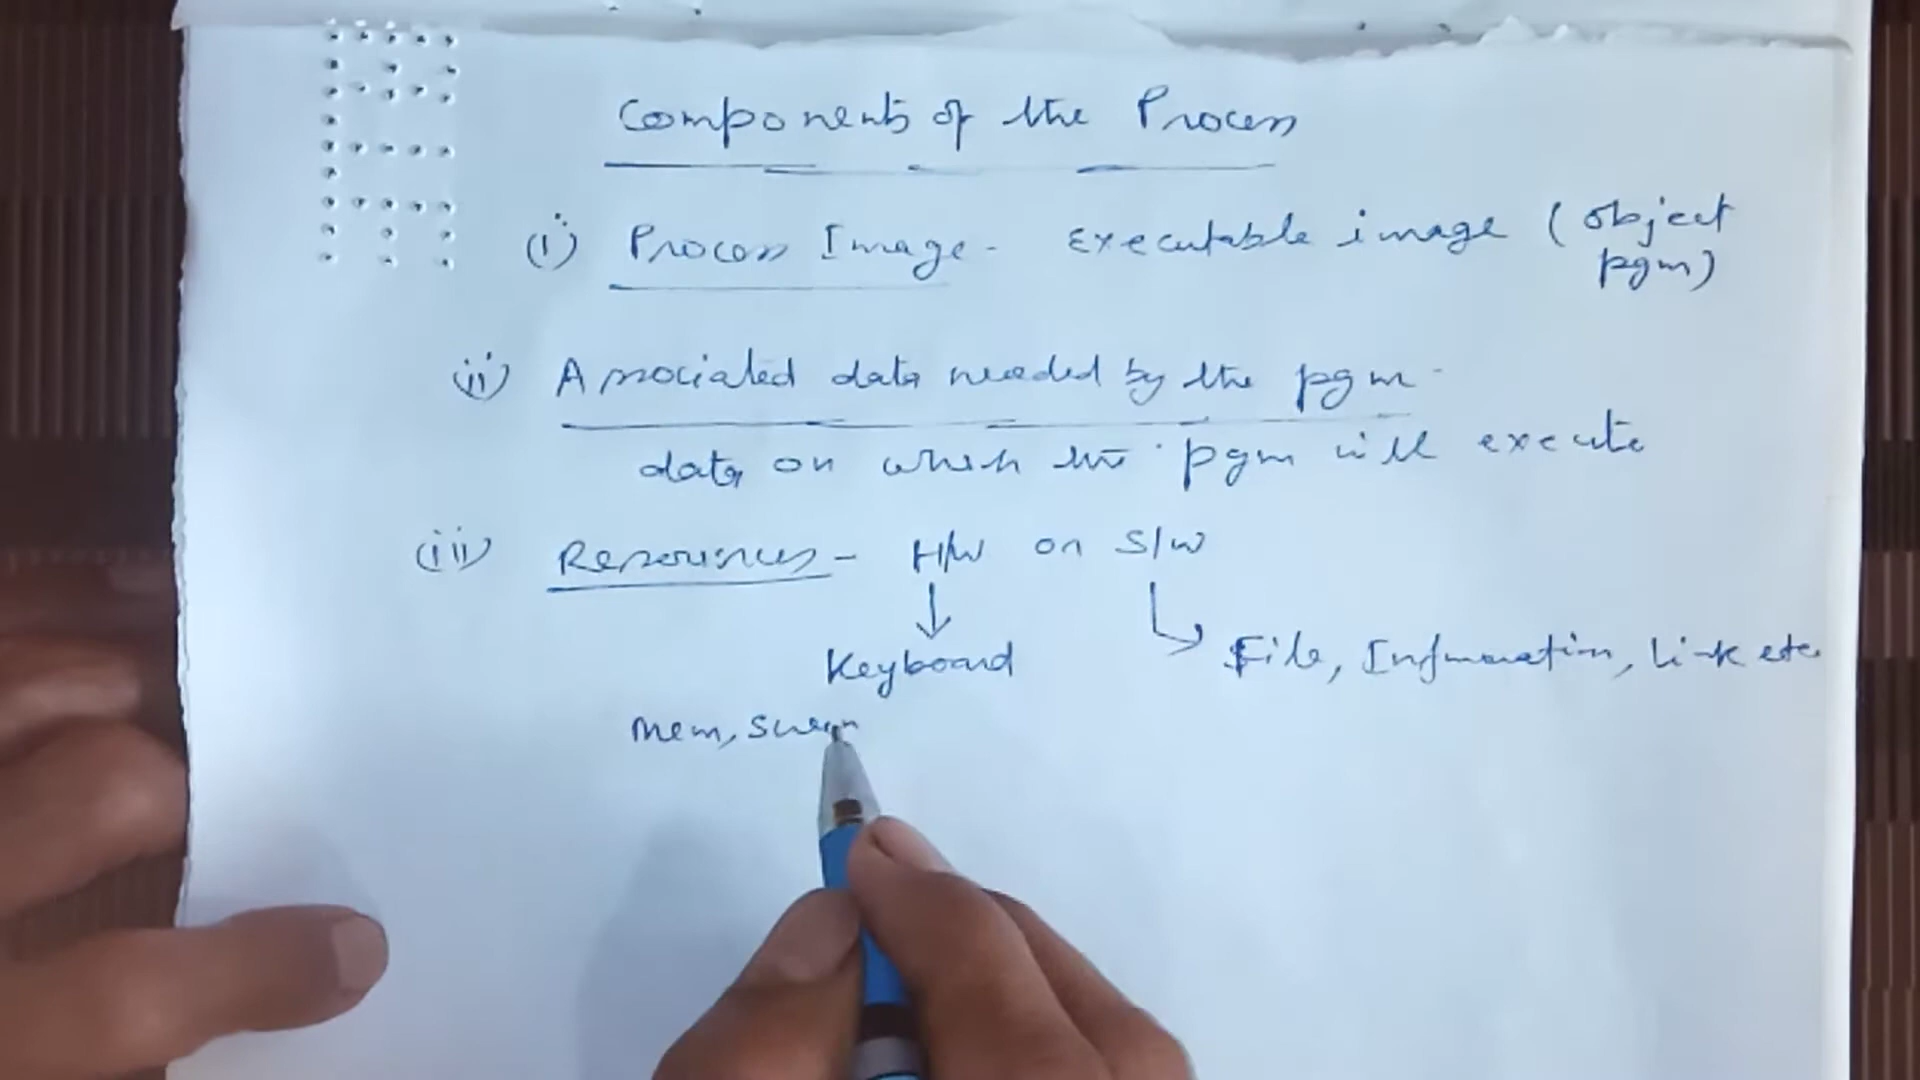 Components of the Process
(i) Process Image - Executable image (object pgm)
(ii) Associated data needed by the pgm -
data on which the pgm will execute
(iii) Resources - H/W or S/W
Keyboard
File, Information, Link etc.
Mem,